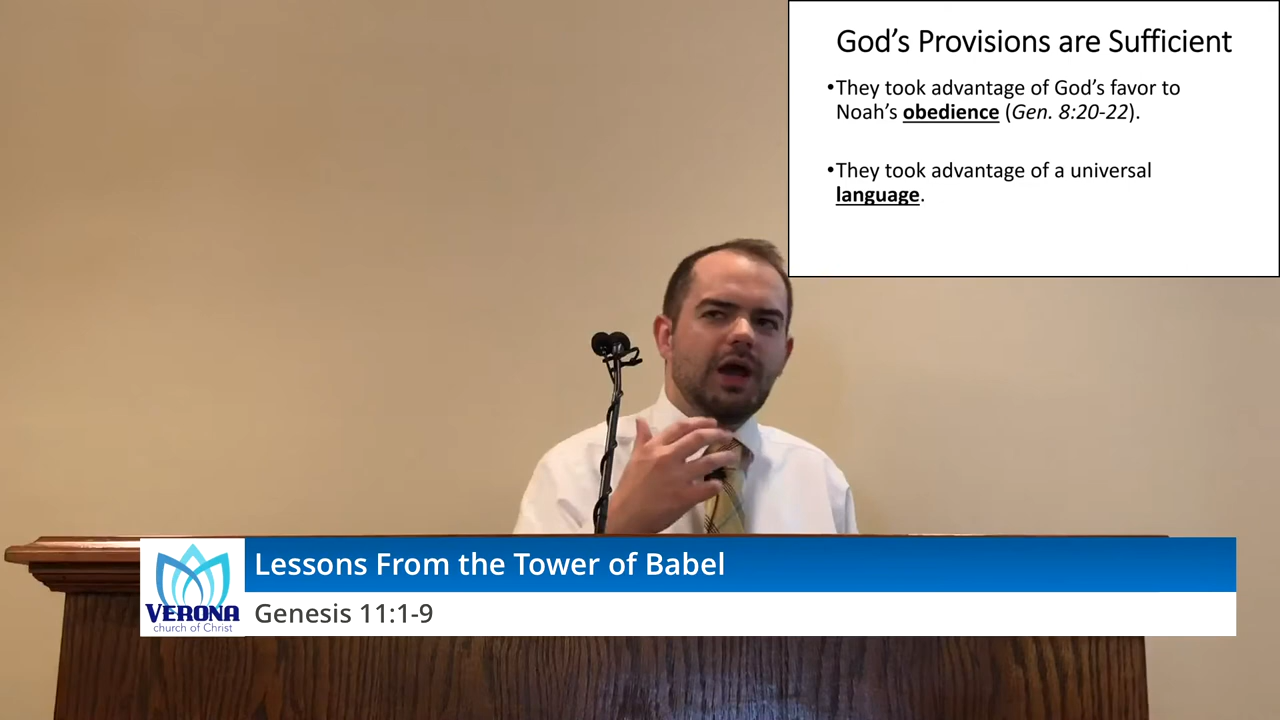 God's Provisions are Sufficient
•They took advantage of God's favor to
Noah's obedience (Gen. 8:20-22).
•They took advantage of a universal
language.
Lessons From the Tower of Babel
VERONA
church of Christ
Genesis 11:1-9